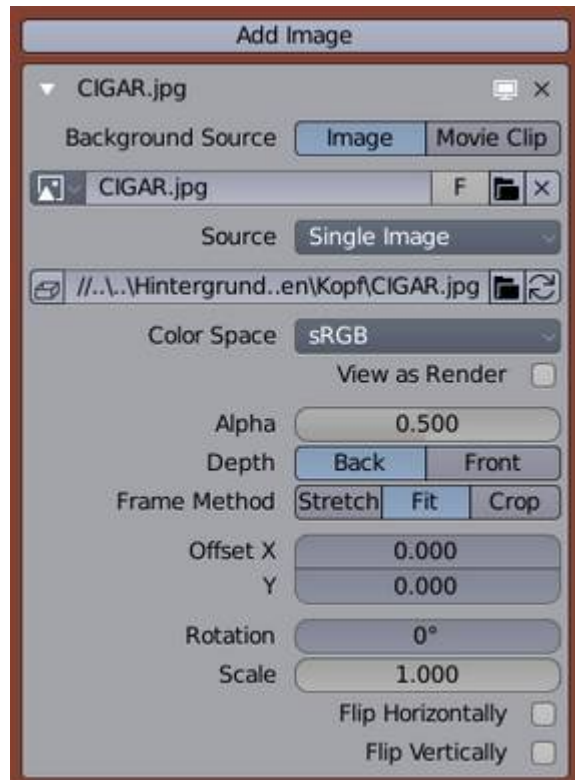 Add Image
CIGAR.jpg
Background Source Image Movie Clip
CIGAR.jpg F
Source Single Image
//..\..\Hintergrund..en\Kopf\CIGAR.jpg
Color Space sRGB
View as Render
Alpha 0.500
Depth Back Front
Frame Method Stretch Fit Crop
Offset X 0.000
Y 0.000
Rotation 0°
Scale 1.000
Flip Horizontally
Flip Vertically